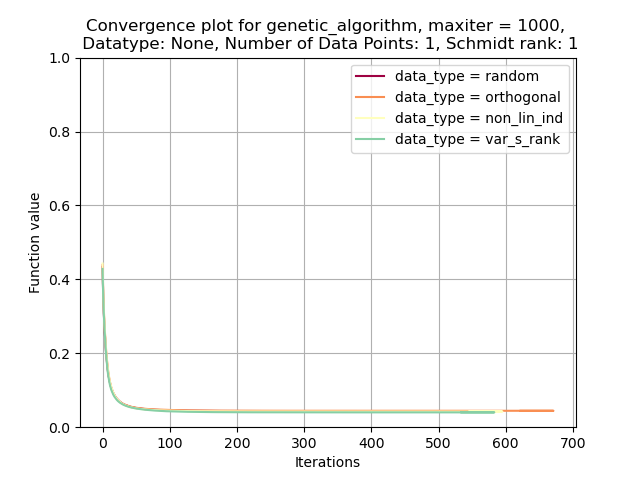 Convergence plot for genetic_algorithm, maxiter = 1000,
Datatype: None, Number of Data Points: 1, Schmidt rank: 1
data_type = random
data_type = orthogonal
data_type = non_lin_ind
data_type = var_s_rank
Function value
1.0
0.8
0.6
0.4
0.2
0.0
0 100 200 300 400 500 600 700
Iterations